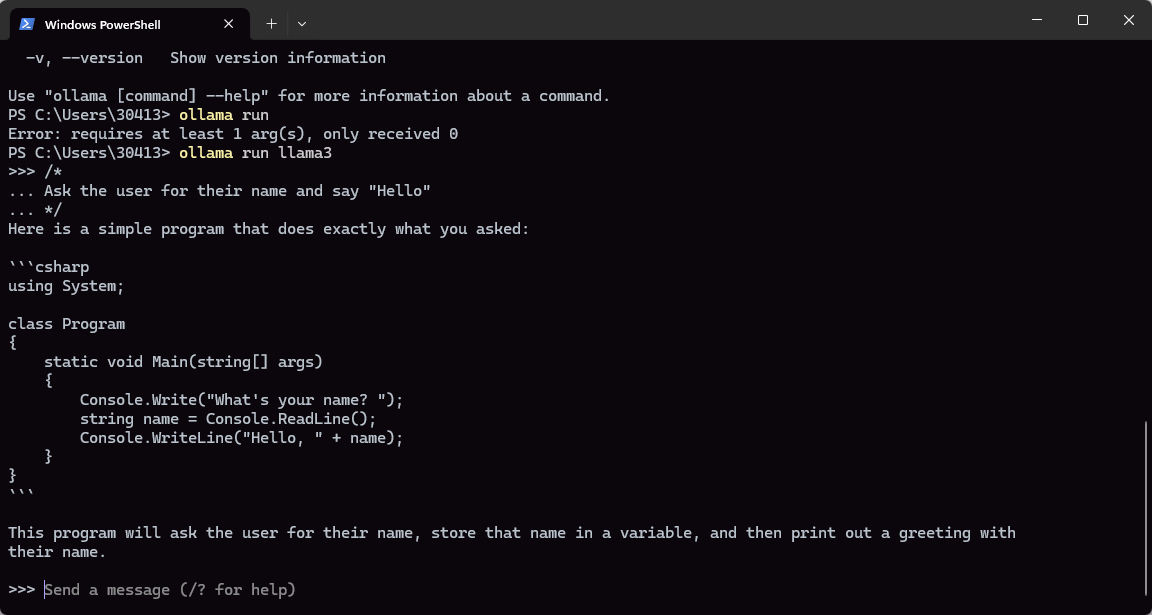 Windows PowerShell
  -v, --version   Show version information
Use "ollama [command] --help" for more information about a command.
PS C:\Users\30413> ollama run
Error: requires at least 1 arg(s), only received 0
PS C:\Users\30413> ollama run llama3
>>> /*
... Ask the user for their name and say "Hello"
... */
Here is a simple program that does exactly what you asked:
```csharp
using System;
class Program
{
    static void Main(string[] args)
    {
        Console.Write("What's your name? ");
        string name = Console.ReadLine();
        Console.WriteLine("Hello, " + name);
    }
}
```
This program will ask the user for their name, store that name in a variable, and then print out a greeting with
their name.
>>> Send a message (/? for help)